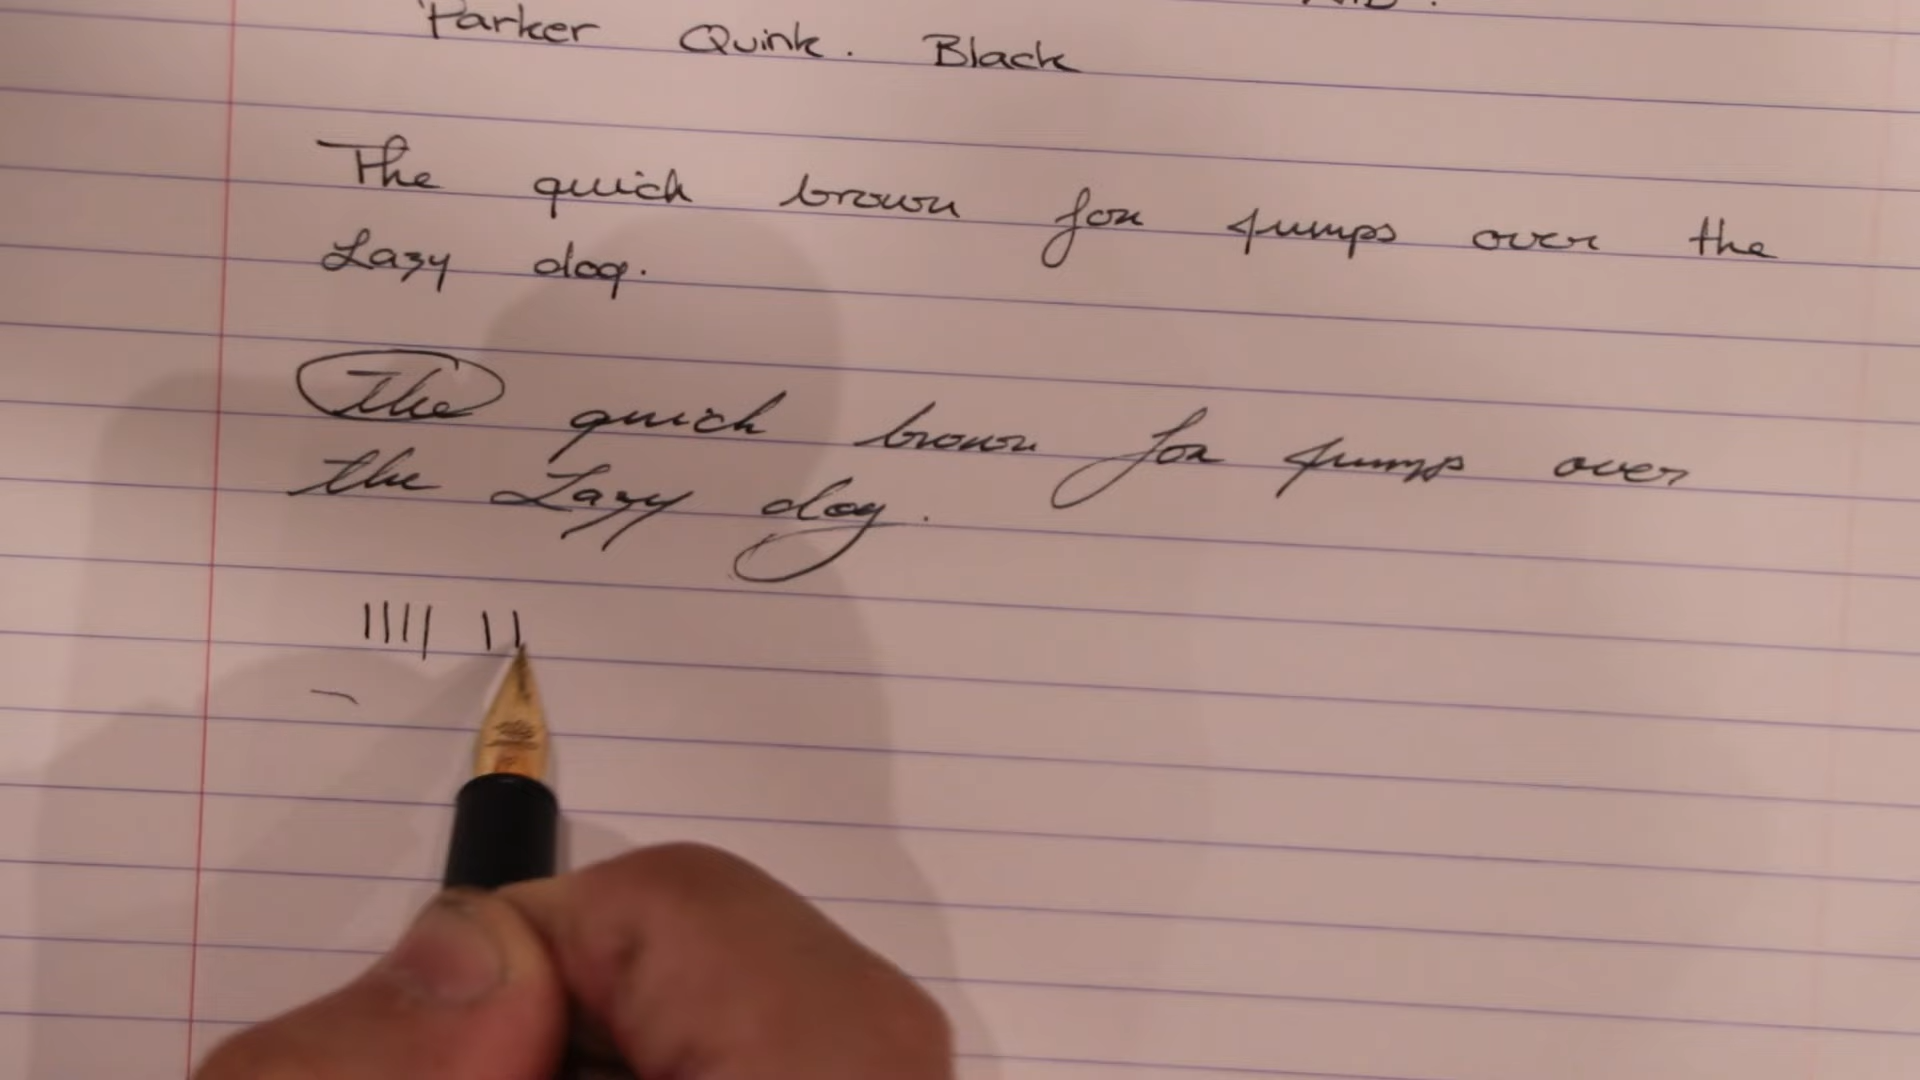 Parker Quink. Black
The quick brown fox jumps over the
Lazy dog.
The quick brown fox jumps over
the Lazy dog.